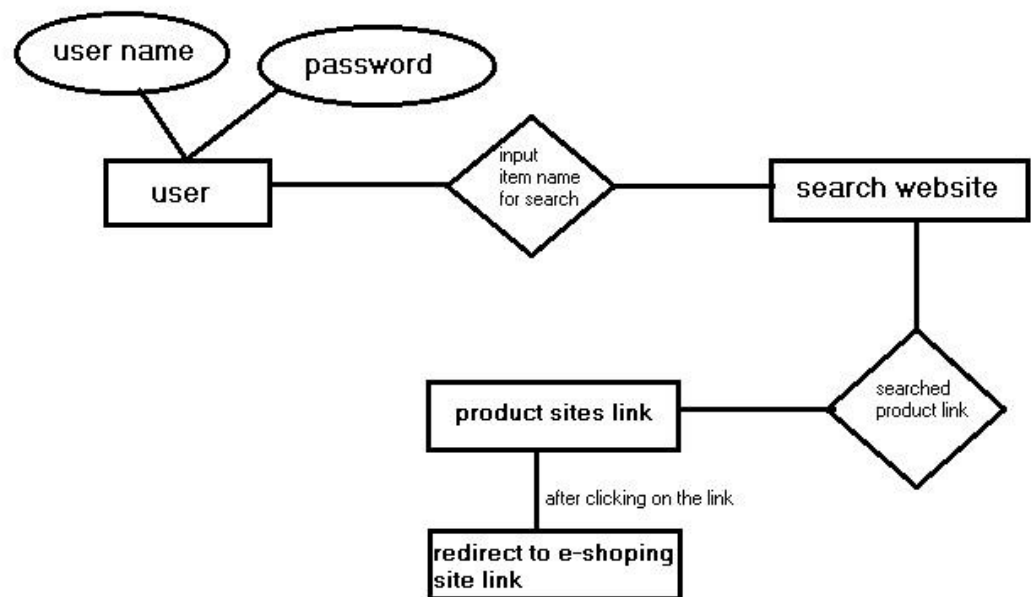 user name
password
user
input
item name
for search
search website
searched
product link
product sites link
after clicking on the link
redirect to e-shoping
site link